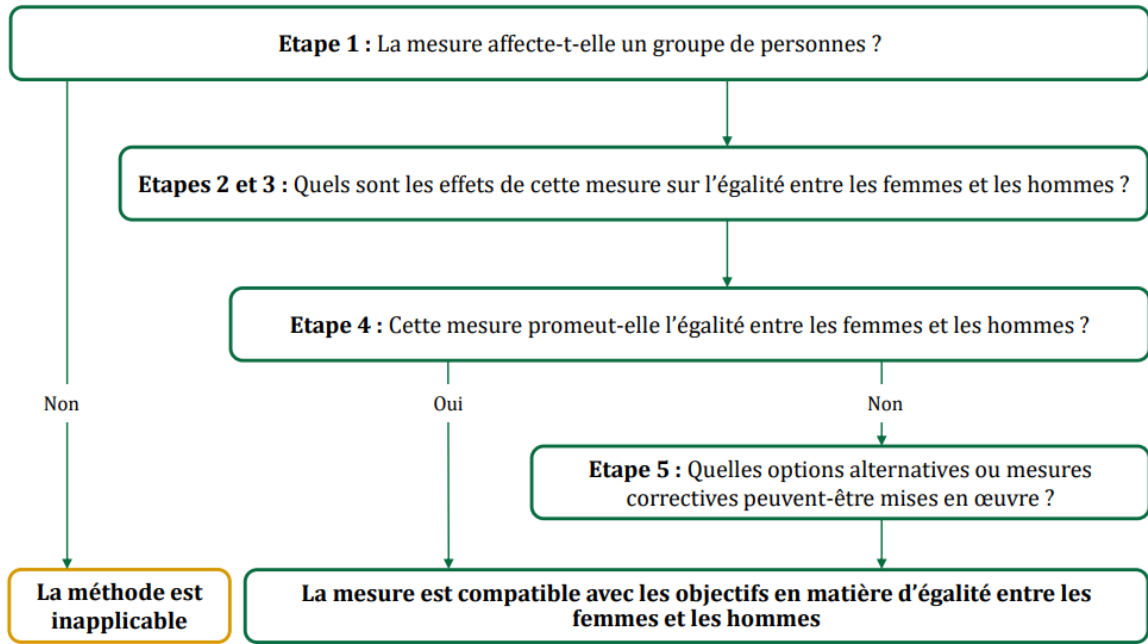 Etape 1 : La mesure affecte-t-elle un groupe de personnes ?
Etapes 2 et 3 : Quels sont les effets de cette mesure sur l’égalité entre les femmes et les hommes ?
Etape 4 : Cette mesure promeut-elle l’égalité entre les femmes et les hommes ?
Non
Oui
Non
Etape 5 : Quelles options alternatives ou mesures
correctives peuvent-être mises en œuvre ?
La méthode est
inapplicable
La mesure est compatible avec les objectifs en matière d’égalité entre les
femmes et les hommes